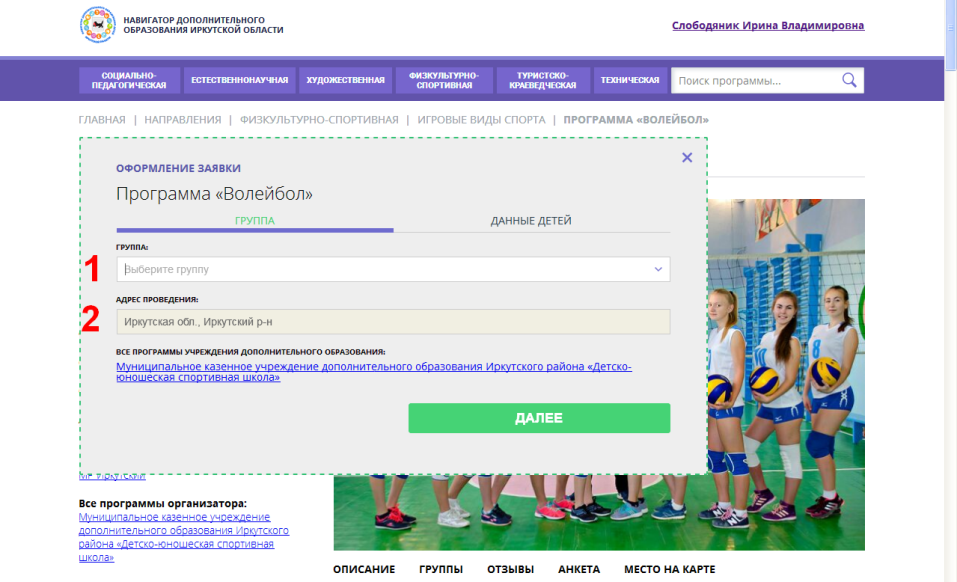 НАВИГАТОР ДОПОЛНИТЕЛЬНОГО
ОБРАЗОВАНИЯ ИРКУТСКОЙ ОБЛАСТИ
Слободяник Ирина Владимировна
СОЦИАЛЬНО-
ПЕДАГОГИЧЕСКАЯ
ЕСТЕСТВЕННОНАУЧНАЯ
ХУДОЖЕСТВЕННАЯ
ФИЗКУЛЬТУРНО-
СПОРТИВНАЯ
ТУРИСТСКО-
КРАЕВЕДЧЕСКАЯ
ТЕХНИЧЕСКАЯ
Поиск программы...
ГЛАВНАЯ | НАПРАВЛЕНИЯ | ФИЗКУЛЬТУРНО-СПОРТИВНАЯ | ИГРОВЫЕ ВИДЫ СПОРТА | ПРОГРАММА «ВОЛЕЙБОЛ»
ОФОРМЛЕНИЕ ЗАЯВКИ
Программа «Волейбол»
ГРУППА
ДАННЫЕ ДЕТЕЙ
ГРУППА:
1
Выберите группу
АДРЕС ПРОВЕДЕНИЯ:
2
Иркутская обл., Иркутский р-н
ВСЕ ПРОГРАММЫ УЧРЕЖДЕНИЯ ДОПОЛНИТЕЛЬНОГО ОБРАЗОВАНИЯ:
Муниципальное казенное учреждение дополнительного образования Иркутского района «Детско-
юношеская спортивная школа»
ДАЛЕЕ
МР Иркутский
Все программы организатора:
Муниципальное казенное учреждение
дополнительного образования Иркутского
района «Детско-юношеская спортивная
школа»
ОПИСАНИЕ
ГРУППЫ
ОТЗЫВЫ
АНКЕТА
МЕСТО НА КАРТЕ